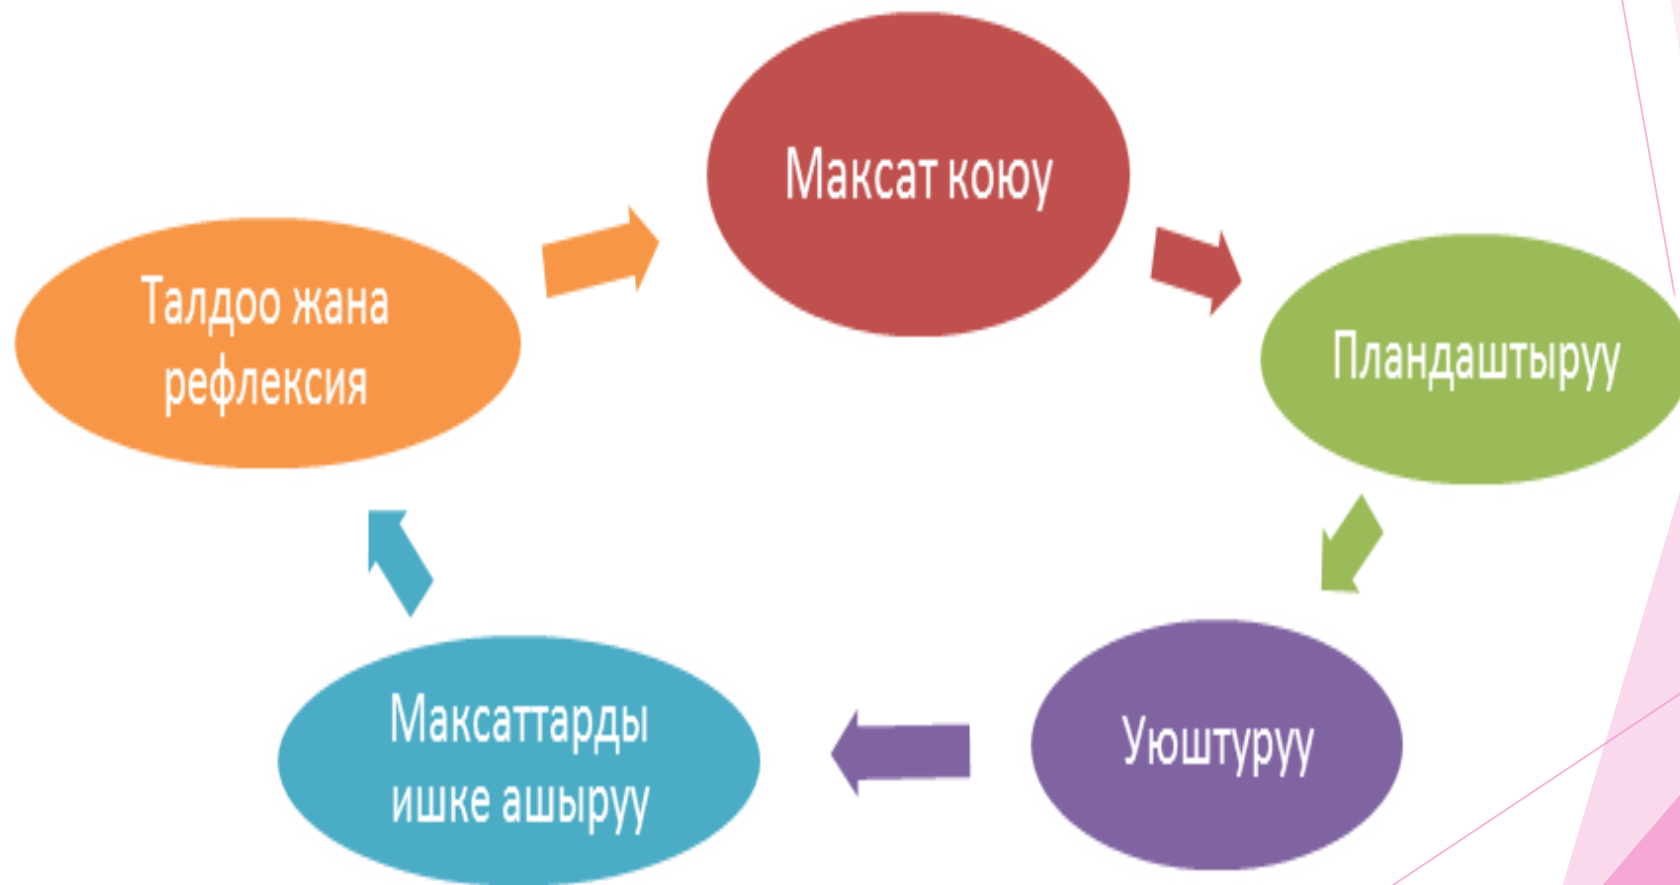 Максат коюу
Пландаштыруу
Уюштуруу
Максаттарды
ишке ашыруу
Талдоо жана
рефлексия